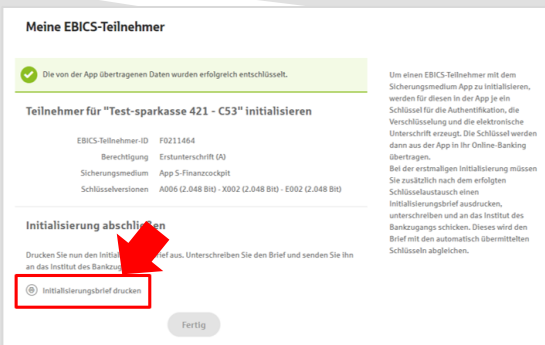 Meine EBICS-Teilnehmer
Die von der App übertragenen Daten wurden erfolgreich entschlüsselt.
Teilnehmer für "Test-sparkasse 421 - C53" initialisieren
EBICS-Teilnehmer-ID F0211464
Berechtigung Erstunterschrift (A)
Sicherungsmedium App S-Finanzcockpit
Schlüsselversionen A006 (2.048 Bit) - X002 (2.048 Bit) - E002 (2.048 Bit)
Initialisierung abschließen
Drucken Sie nun den aus. Unterschreiben Sie den Brief und senden Sie ihn
an das Institut des
Initialisierungsbrief drucken
Fertig
Um einen EBICS-Teilnehmer mit dem
Sicherungsmedium App zu initialisieren,
werden für diesen in der App je ein
Schlüssel für die Authentifikation, die
Verschlüsselung und die elektronische
Unterschrift erzeugt. Die Schlüssel werden
dann aus der App in Ihr Online-Banking
übertragen.
Bei der erstmaligen Initialisierung müssen
Sie zusätzlich nach dem erfolgten
Schlüsselaustausch einen
Initialisierungsbrief ausdrucken,
unterschreiben und an das Institut des
Bankzugangs schicken. Dieses wird den
Brief mit den automatisch übermittelten
Schlüsseln abgleichen.